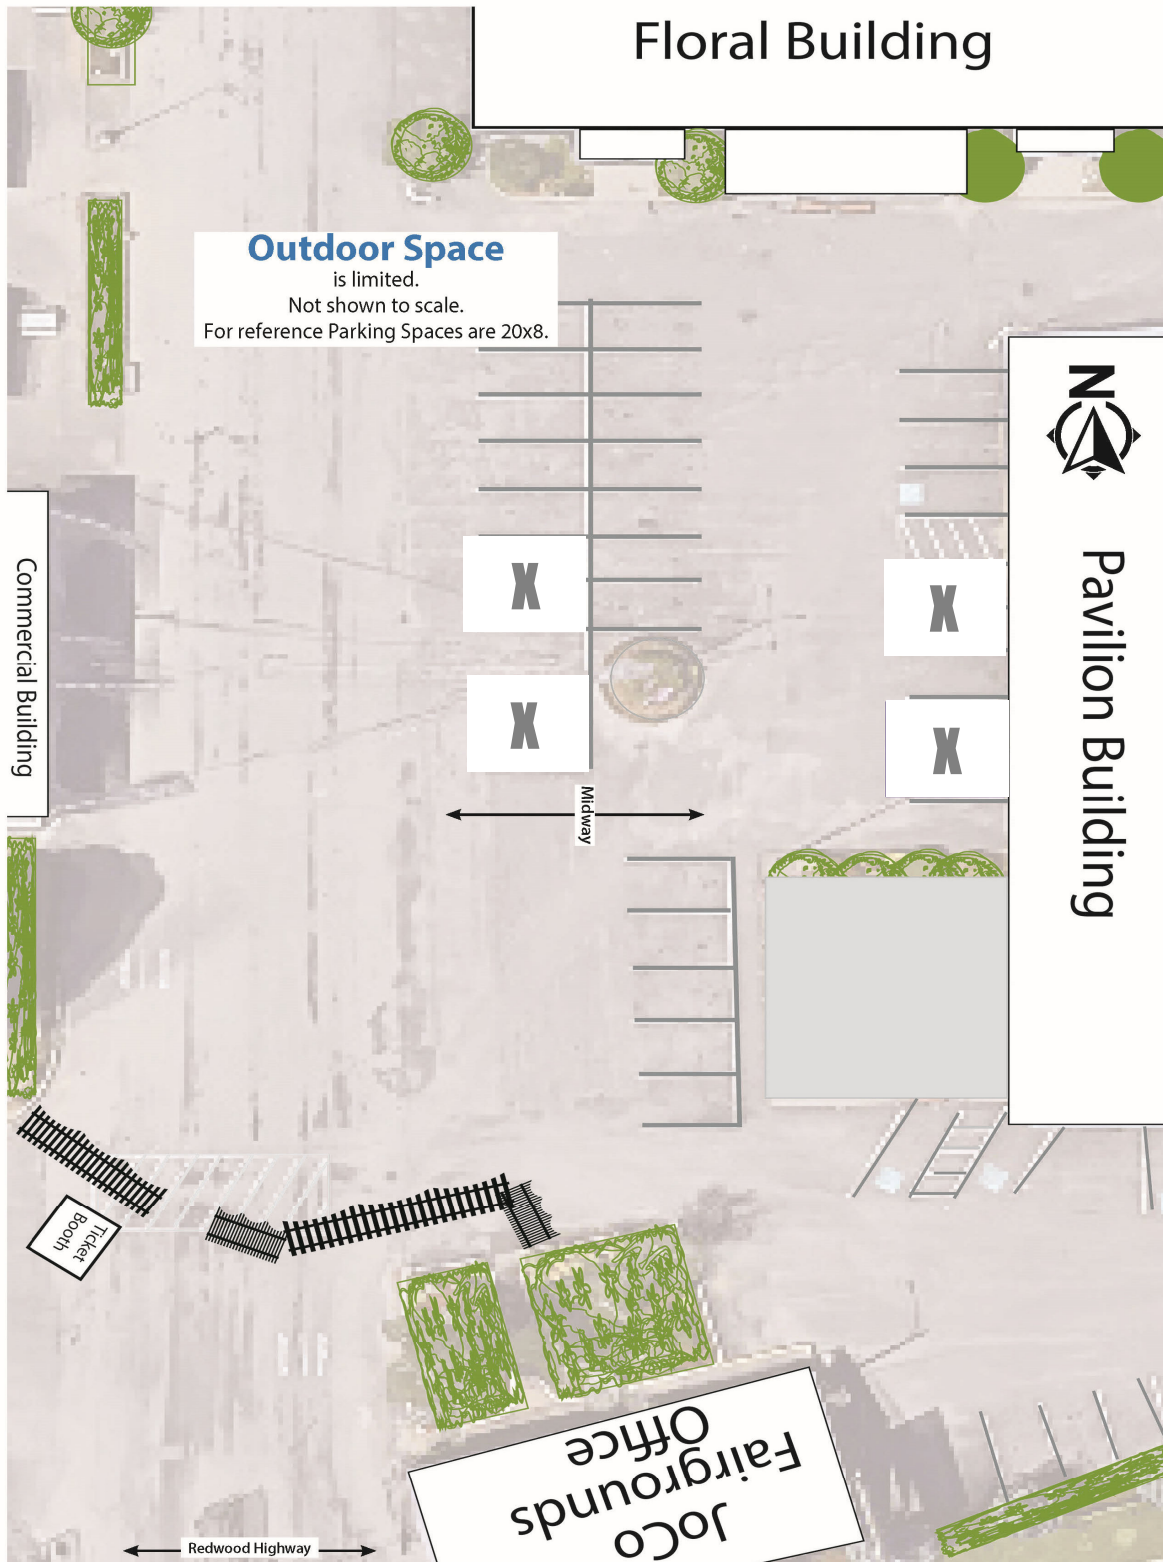 Floral Building
Outdoor Space
is limited.
Not shown to scale.
For reference Parking Spaces are 20x8.
N
Pavilion Building
Commercial Building
X
X
X
X
Midway
Ticket
Booth
JoCo
Fairgrounds
Office
Redwood Highway